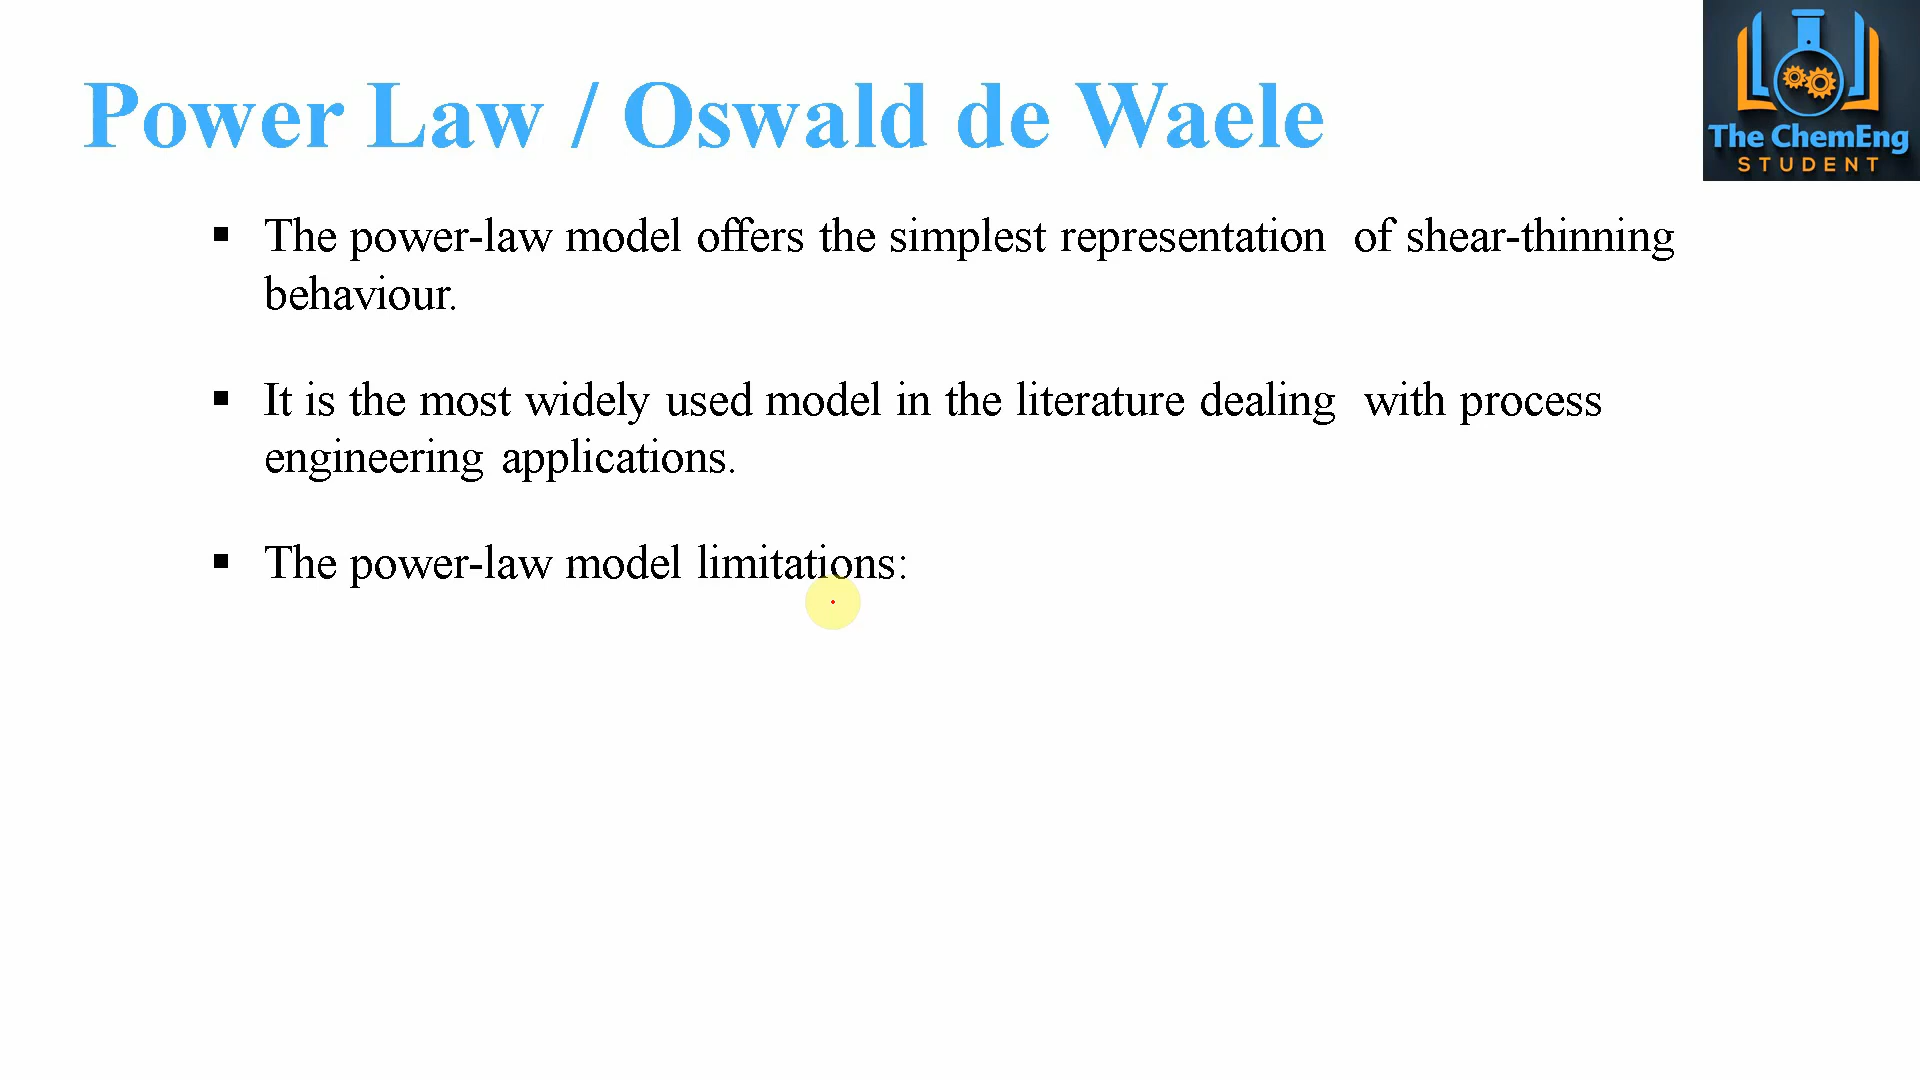 Power Law / Oswald de Waele
The ChemEng
STUDENT
▪ The power-law model offers the simplest representation of shear-thinning
behaviour.
▪ It is the most widely used model in the literature dealing with process
engineering applications.
▪ The power-law model limitations: